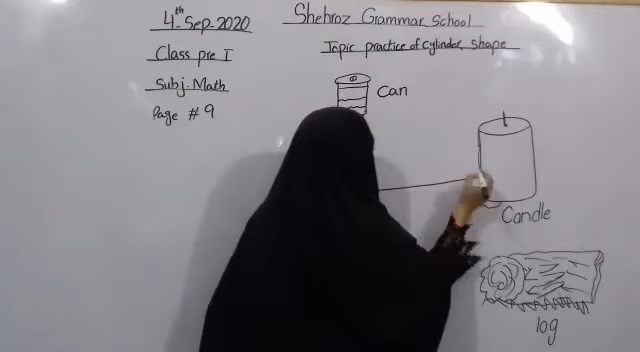 4th Sep-2020
Shehroz Grammar School
Class pre I
Topic practice of cylinder shape
Subj-Math
Page # 9
Can
Candle
log